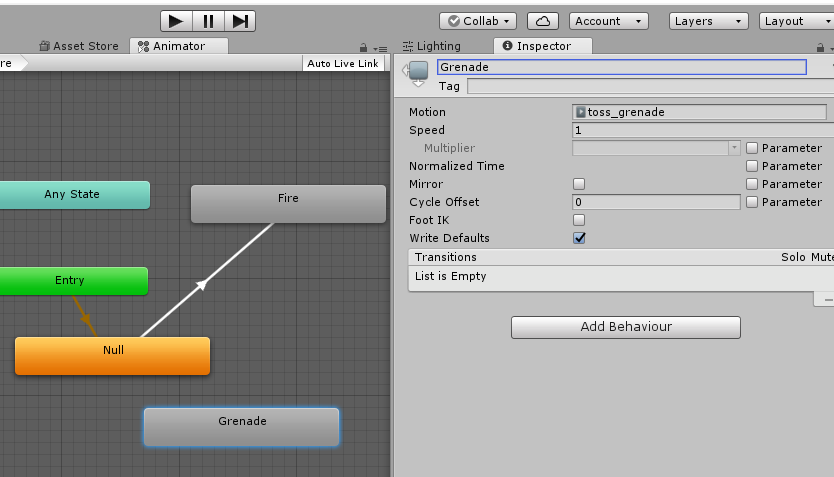 Collab Account Layers Layout
Asset Store Animator Lighting Inspector
re Auto Live Link
Grenade
Tag
Motion toss_grenade
Speed 1
Multiplier Parameter
Normalized Time Parameter
Mirror Parameter
Cycle Offset 0 Parameter
Foot IK
Write Defaults
Transitions Solo Mute
List is Empty
Add Behaviour
Any State
Fire
Entry
Null
Grenade